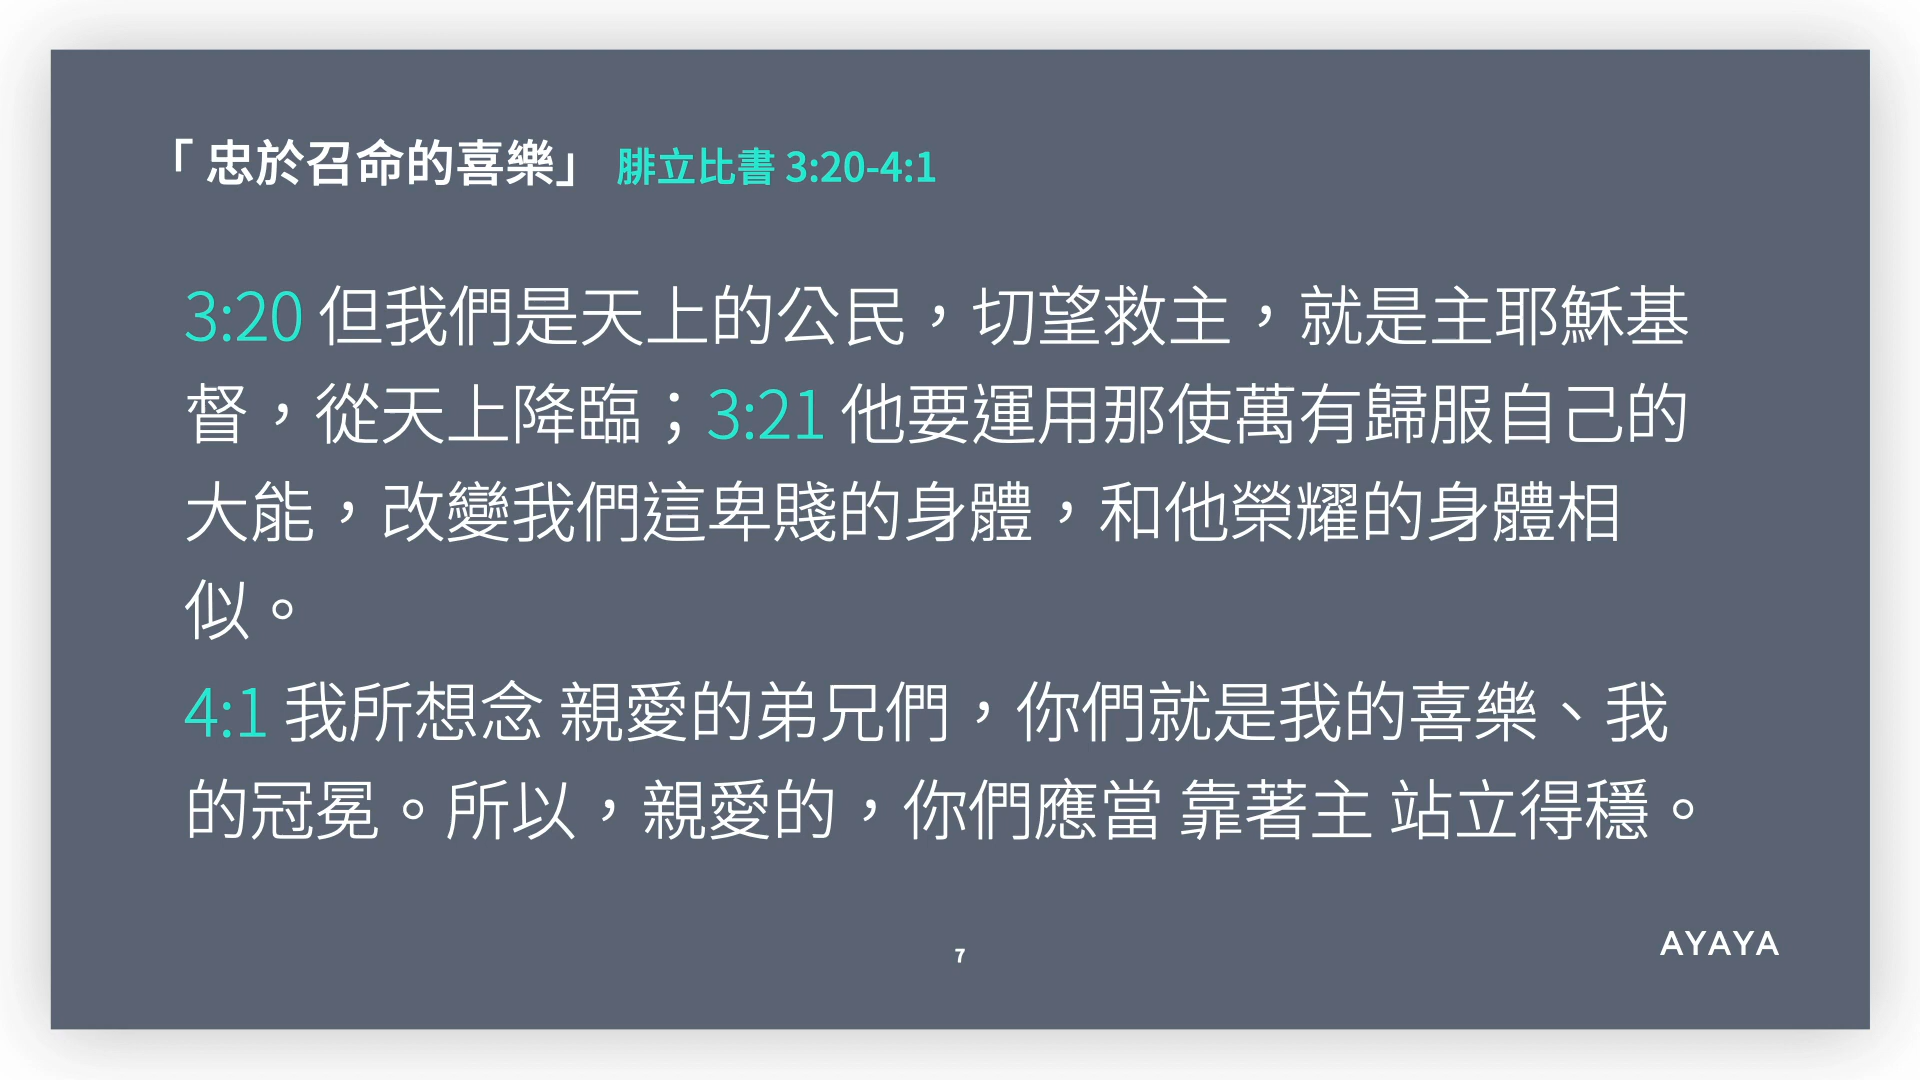 「 忠於召命的喜樂」 腓立比書 3:20-4:1
3:20 但我們是天上的公民，切望救主，就是主耶穌基
督，從天上降臨；3:21 他要運用那使萬有歸服自己的
大能，改變我們這卑賤的身體，和他榮耀的身體相
似。
4:1 我所想念 親愛的弟兄們，你們就是我的喜樂、我
的冠冕。所以，親愛的，你們應當 靠著主 站立得穩。
7
AYAYA